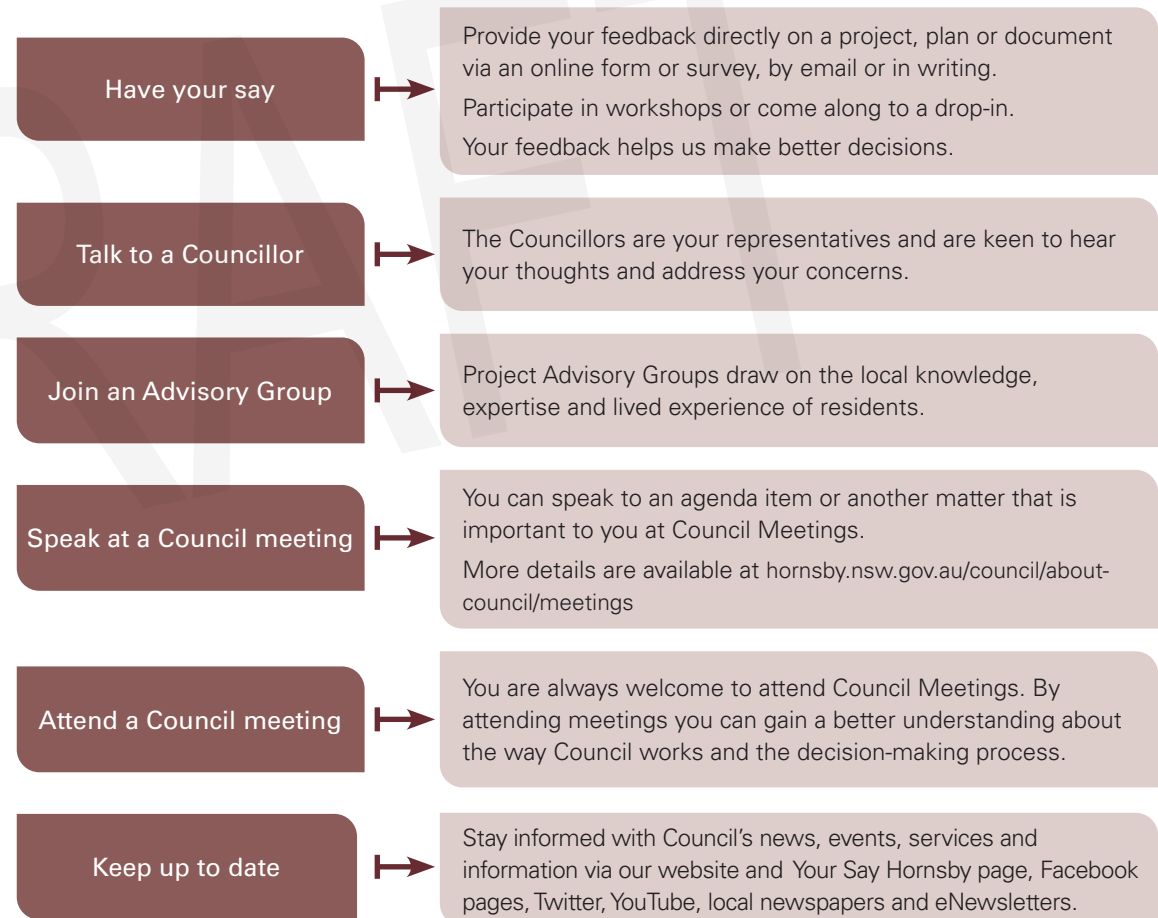 Have your say
Provide your feedback directly on a project, plan or document
via an online form or survey, by email or in writing.
Participate in workshops or come along to a drop-in.
Your feedback helps us make better decisions.
Talk to a Councillor
The Councillors are your representatives and are keen to hear
your thoughts and address your concerns.
Join an Advisory Group
Project Advisory Groups draw on the local knowledge,
expertise and lived experience of residents.
Speak at a Council meeting
You can speak to an agenda item or another matter that is
important to you at Council Meetings.
More details are available at hornsby.nsw.gov.au/council/about-
council/meetings
Attend a Council meeting
You are always welcome to attend Council Meetings. By
attending meetings you can gain a better understanding about
the way Council works and the decision-making process.
Keep up to date
Stay informed with Council's news, events, services and
information via our website and Your Say Hornsby page, Facebook
pages, Twitter, YouTube, local newspapers and eNewsletters.
RAFT